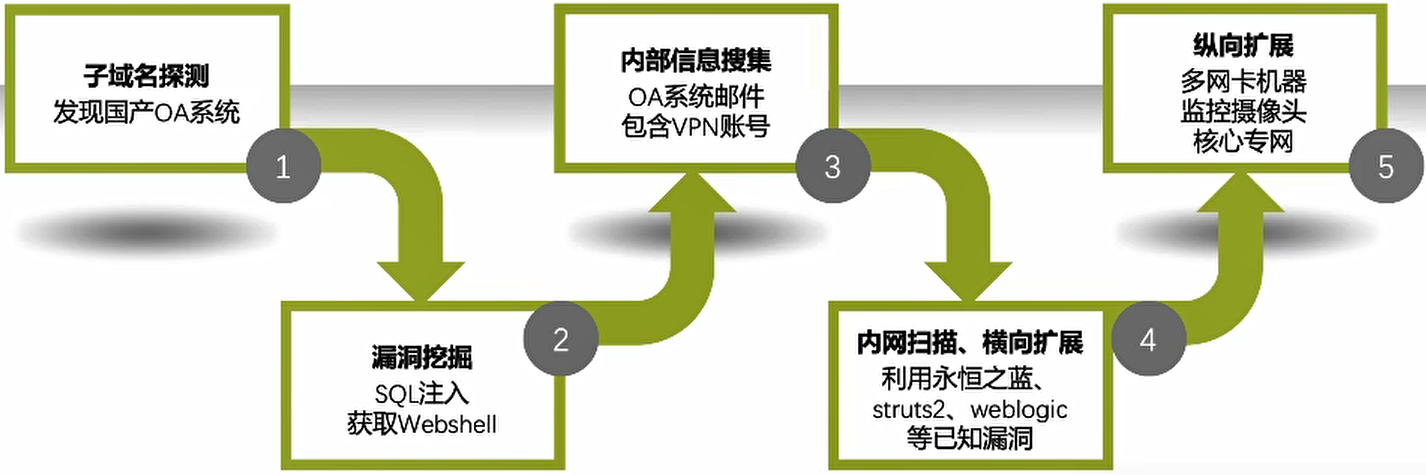 子域名探测
发现国产OA系统
1
漏洞挖掘
SQL注入
获取Webshell
2
内部信息搜集
OA系统邮件
包含VPN账号
3
内网扫描、横向扩展
利用永恒之蓝、
struts2、weblogic
等已知漏洞
4
纵向扩展
多网卡机器
监控摄像头
核心专网
5